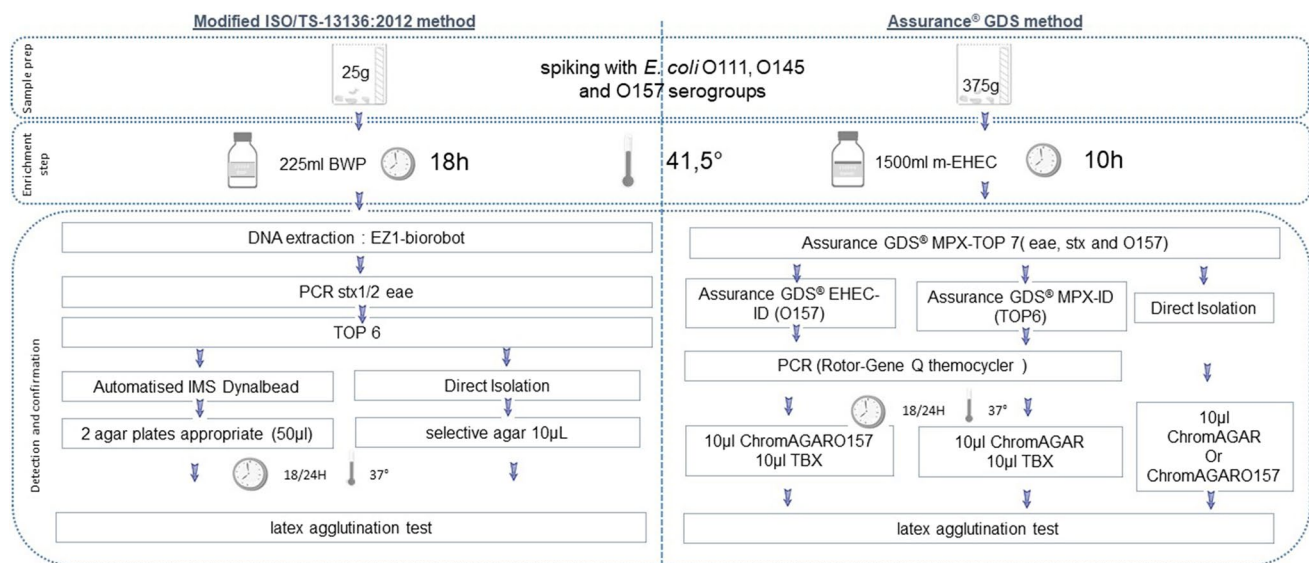 Modified ISO/TS-13136:2012 method
Assurance® GDS method
Sample prep
25g
spiking with E. coli O111, O145
and O157 serogroups
375g
Enrichment
step
225ml BWP
18h
41,5°
1500ml m-EHEC
10h
Detection and confirmation
DNA extraction : EZ1-biorobot
PCR stx1/2 eae
TOP 6
Automatised IMS Dynalbead
Direct Isolation
2 agar plates appropriate (50µl)
selective agar 10µL
18/24H
37°
latex agglutination test
Assurance GDS® MPX-TOP 7( eae, stx and O157)
Assurance GDS® EHEC-
ID (O157)
Assurance GDS® MPX-ID
(TOP6)
Direct Isolation
PCR (Rotor-Gene Q themocycler )
18/24H
37°
10µl ChromAGARO157
10µl TBX
10µl ChromAGAR
10µl TBX
10µl
ChromAGAR
Or
ChromAGARO157
latex agglutination test